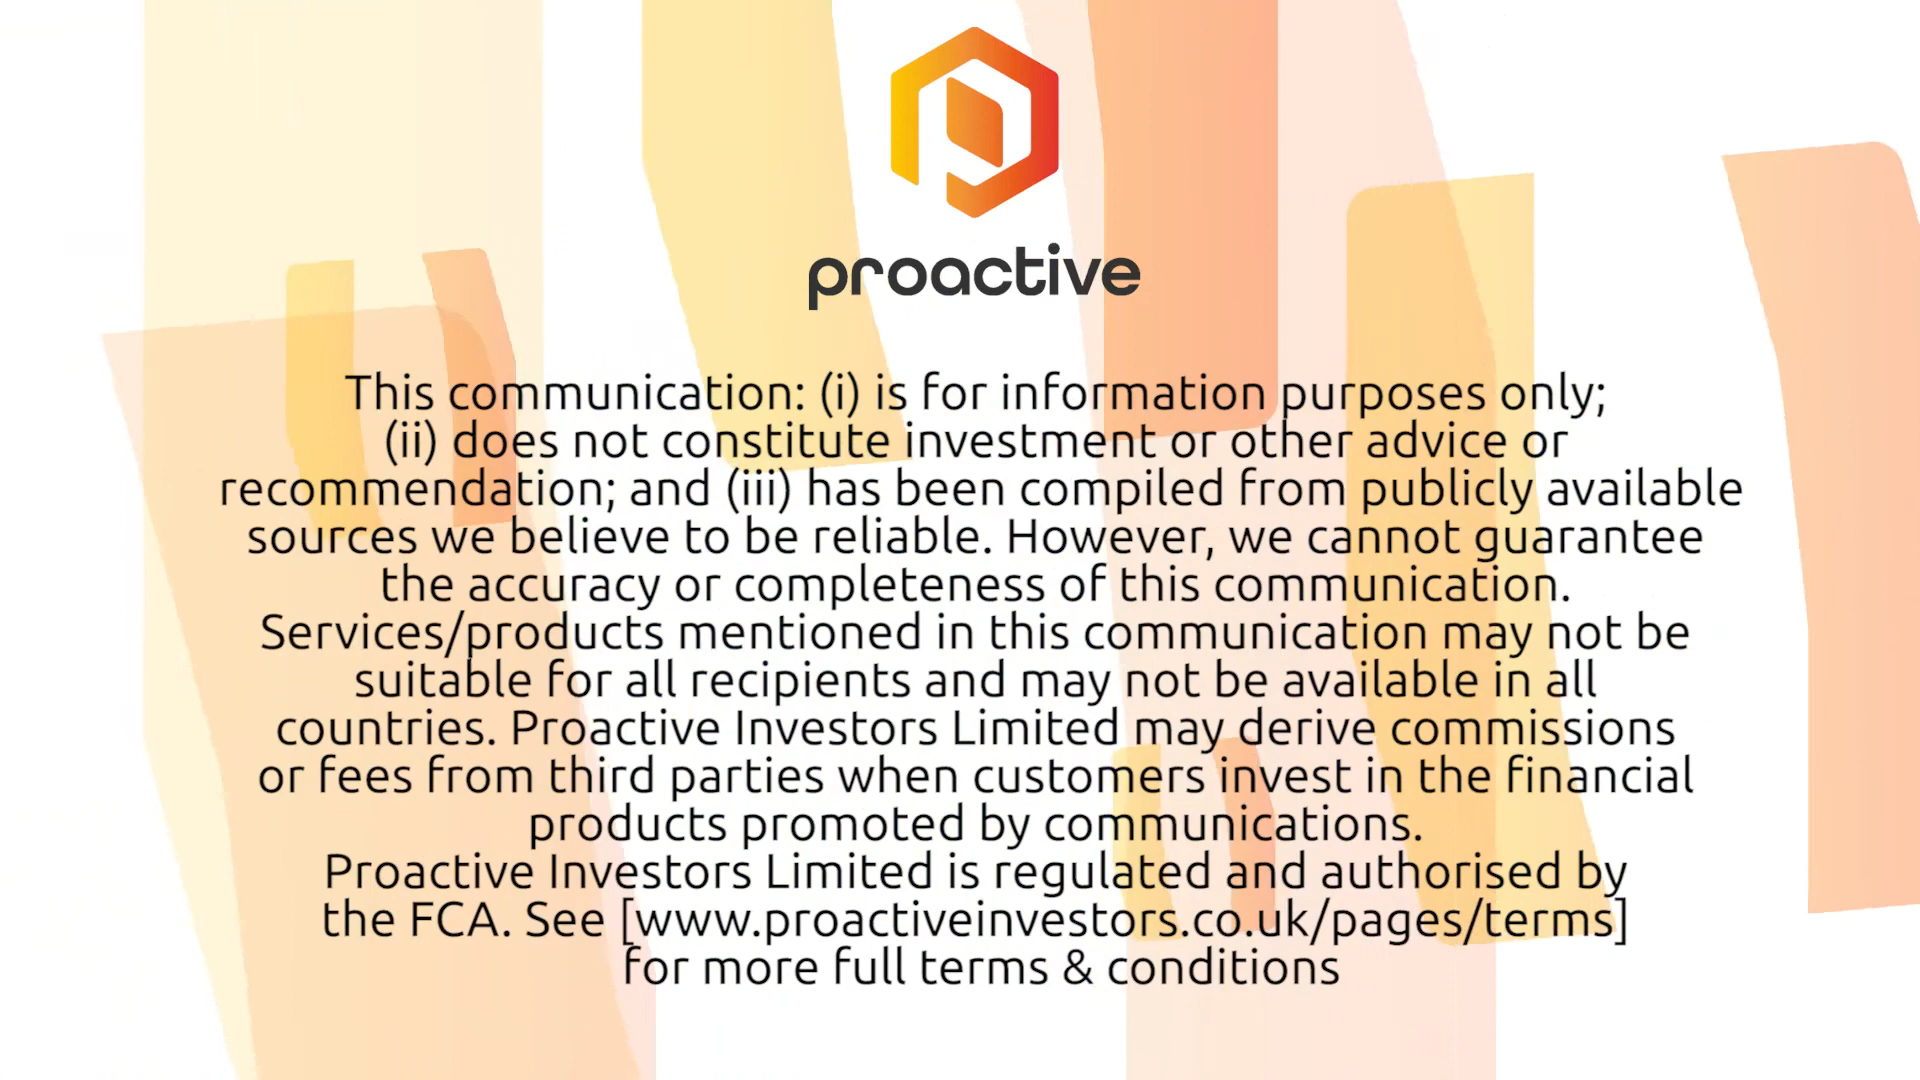 proactive
This communication: (i) is for information purposes only;
(ii) does not constitute investment or other advice or
recommendation; and (iii) has been compiled from publicly available
sources we believe to be reliable. However, we cannot guarantee
the accuracy or completeness of this communication.
Services/products mentioned in this communication may not be
suitable for all recipients and may not be available in all
countries. Proactive Investors Limited may derive commissions
or fees from third parties when customers invest in the financial
products promoted by communications.
Proactive Investors Limited is regulated and authorised by
the FCA. See [www.proactiveinvestors.co.uk/pages/terms]
for more full terms & conditions